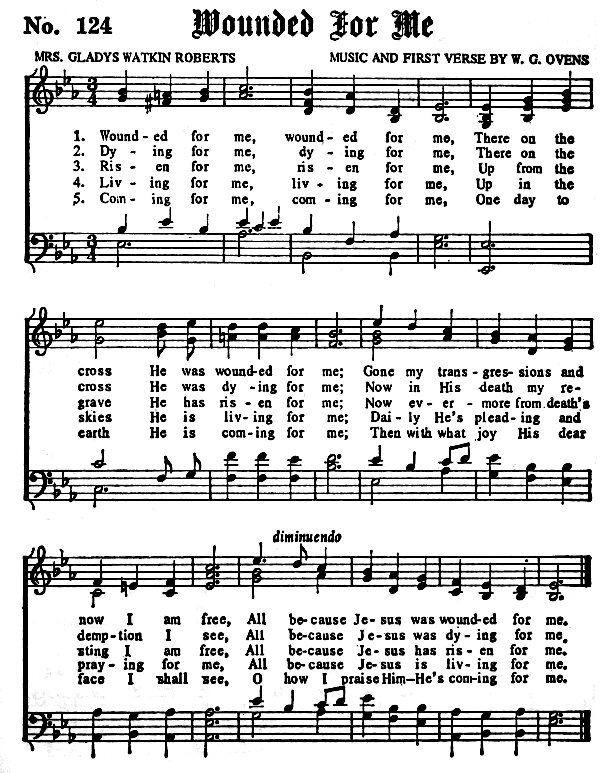 No. 124 Wounded For Me
MRS. GLADYS WATKIN ROBERTS MUSIC AND FIRST VERSE BY W. G. OVENS
3 4
1. Wound - ed for me, wound - ed for me, There on the
2. Dy - ing for me, dy - ing for me, There on the
3. Ris - en for me, ris - en for me, Up from the
4. Liv - ing for me, liv - ing for me, Up in the
5. Com - ing for me, com - ing for me, One day to
3 4
cross He was wound-ed for me; Gone my trans-gres-sions and
cross He was dy-ing for me; Now in His death my re-
grave He has ris-en for me; Now ev-er-more from death's
skies He is liv-ing for me; Dai-ly He's plead-ing and
earth He is com-ing for me; Then with what joy His dear
diminuendo
now I am free, All be-cause Je-sus was wound-ed for me.
demp-tion I see, All be-cause Je-sus was dy-ing for me.
sting I am free, All be-cause Je-sus has ris-en for me.
pray-ing for me, All be-cause Je-sus is liv-ing for me.
face I shall see, O how I praise Him—He's coming for me.